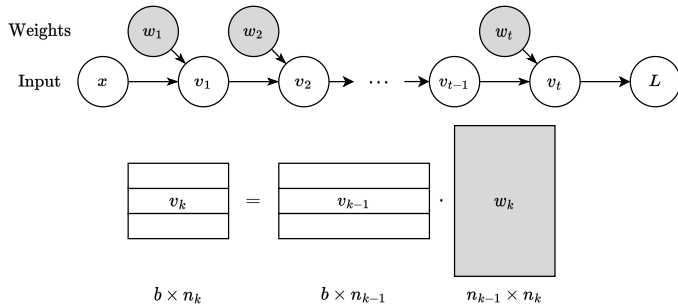 Weights w₁ w₂ wₜ
Input x v₁ v₂ ⋯ vₜ₋₁ vₜ L
vₖ = vₖ₋₁ · wₖ
b × nₖ b × nₖ₋₁ nₖ₋₁ × nₖ